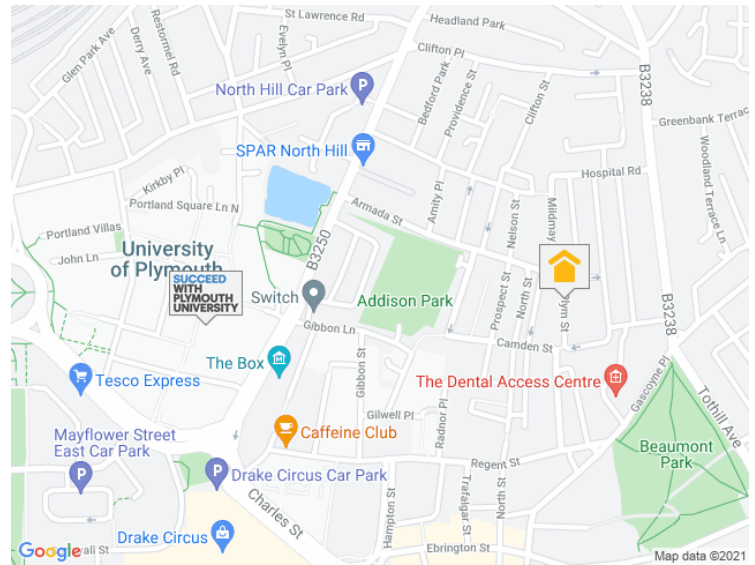 St Lawrence Rd
Headland Park
Glen Park Ave
Derry Ave
Restormel Rd
Evelyn Pl
Clifton Pl
B3238
North Hill Car Park
Bedford Park
Providence St
Clifton St
Greenbank Terrace
SPAR North Hill
Woodland Terrace Ln
Hospital Rd
Kirkby Pl
Portland Square Ln N
Armada St
Amity Pl
Nelson St
Mildmay
Portland Villas
John Ln
B3250
University
of Plymouth
SUCCEED
WITH
PLYMOUTH
UNIVERSITY
Switch
Addison Park
Prospect St
North St
B3238
Gibbon Ln
Camden St
The Box
Gibbon St
Tesco Express
The Dental Access Centre
Gascoyne Pl
Tothill Ave
Gilwell Pl
Radnor Pl
Mayflower Street
East Car Park
Caffeine Club
Beaumont
Park
Drake Circus Car Park
Regent St
Charles St
Hampton St
Trafalgar St
North St
Drake Circus
Ebrington St
Google
Map data ©2021